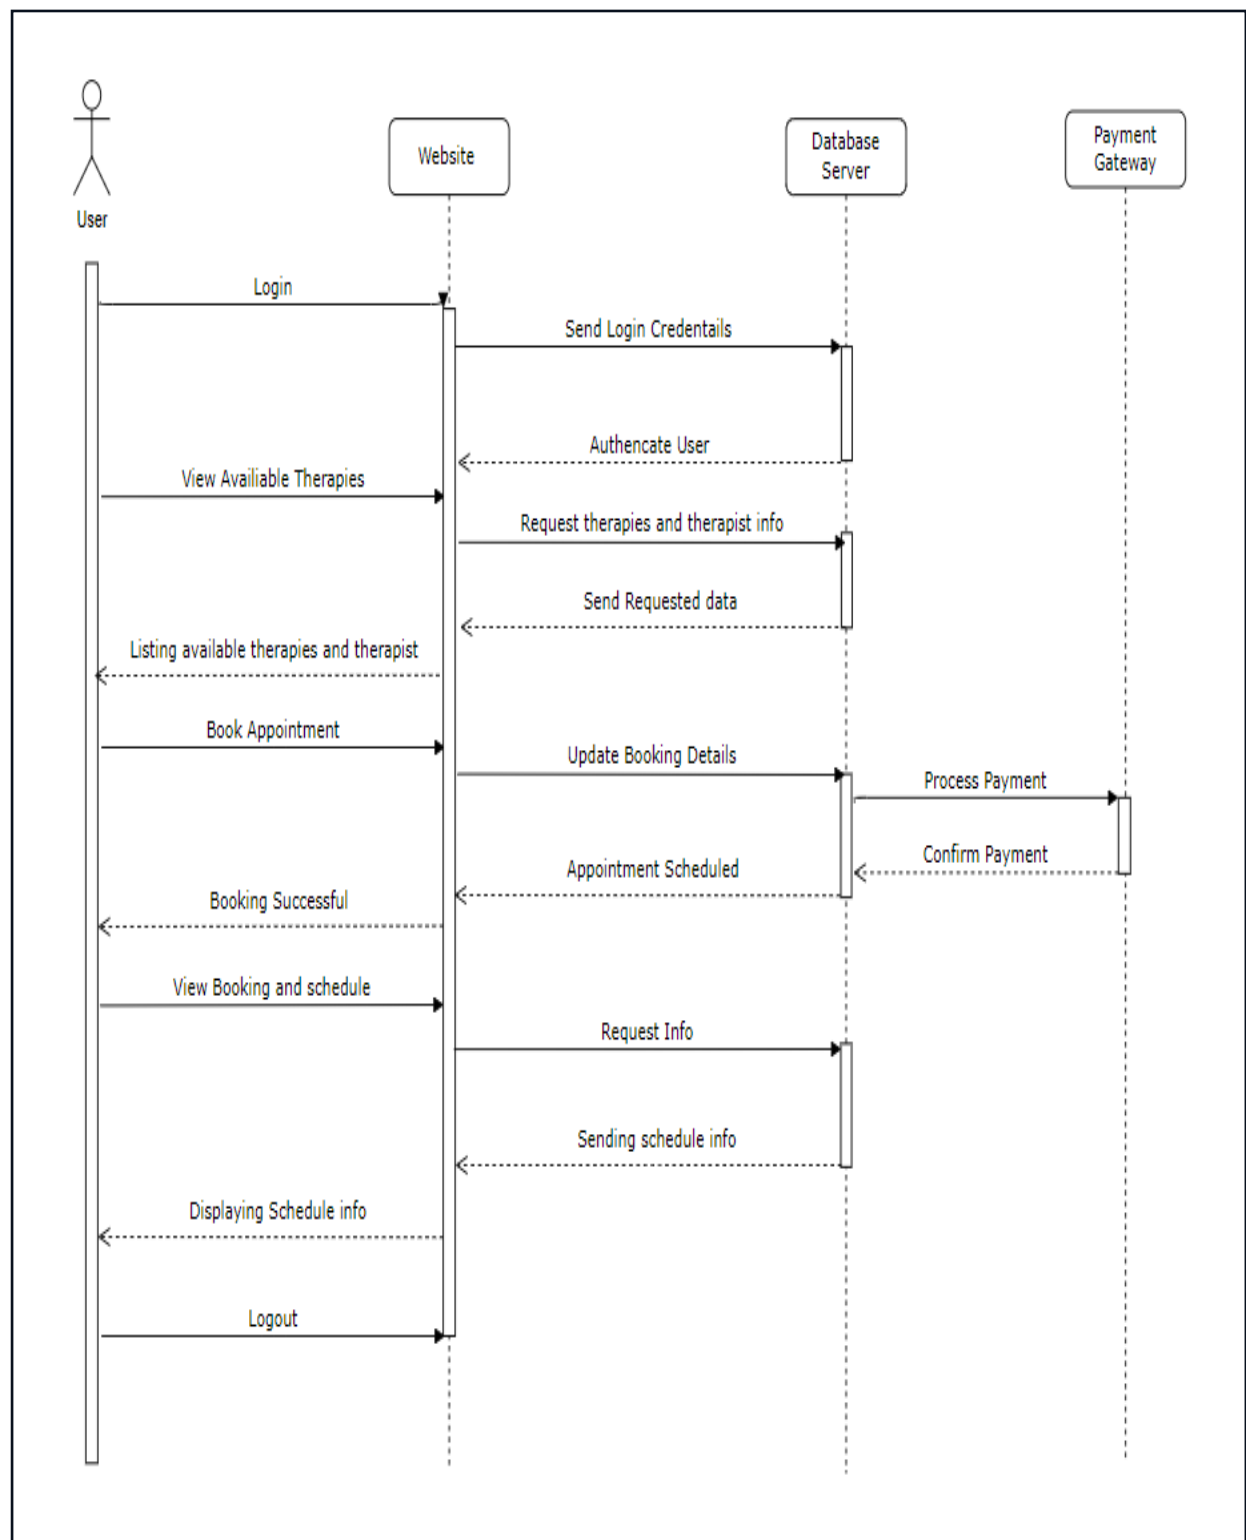 User
Website
Database
Server
Payment
Gateway
Login
Send Login Credentails
Authencate User
View Availiable Therapies
Request therapies and therapist info
Send Requested data
Listing available therapies and therapist
Book Appointment
Update Booking Details
Process Payment
Confirm Payment
Appointment Scheduled
Booking Successful
View Booking and schedule
Request Info
Sending schedule info
Displaying Schedule info
Logout